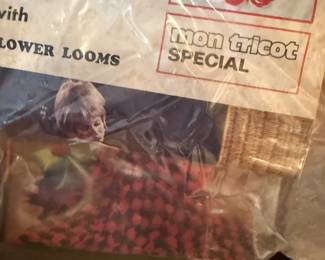 with
LOWER LOOMS
mon tricot
SPECIAL